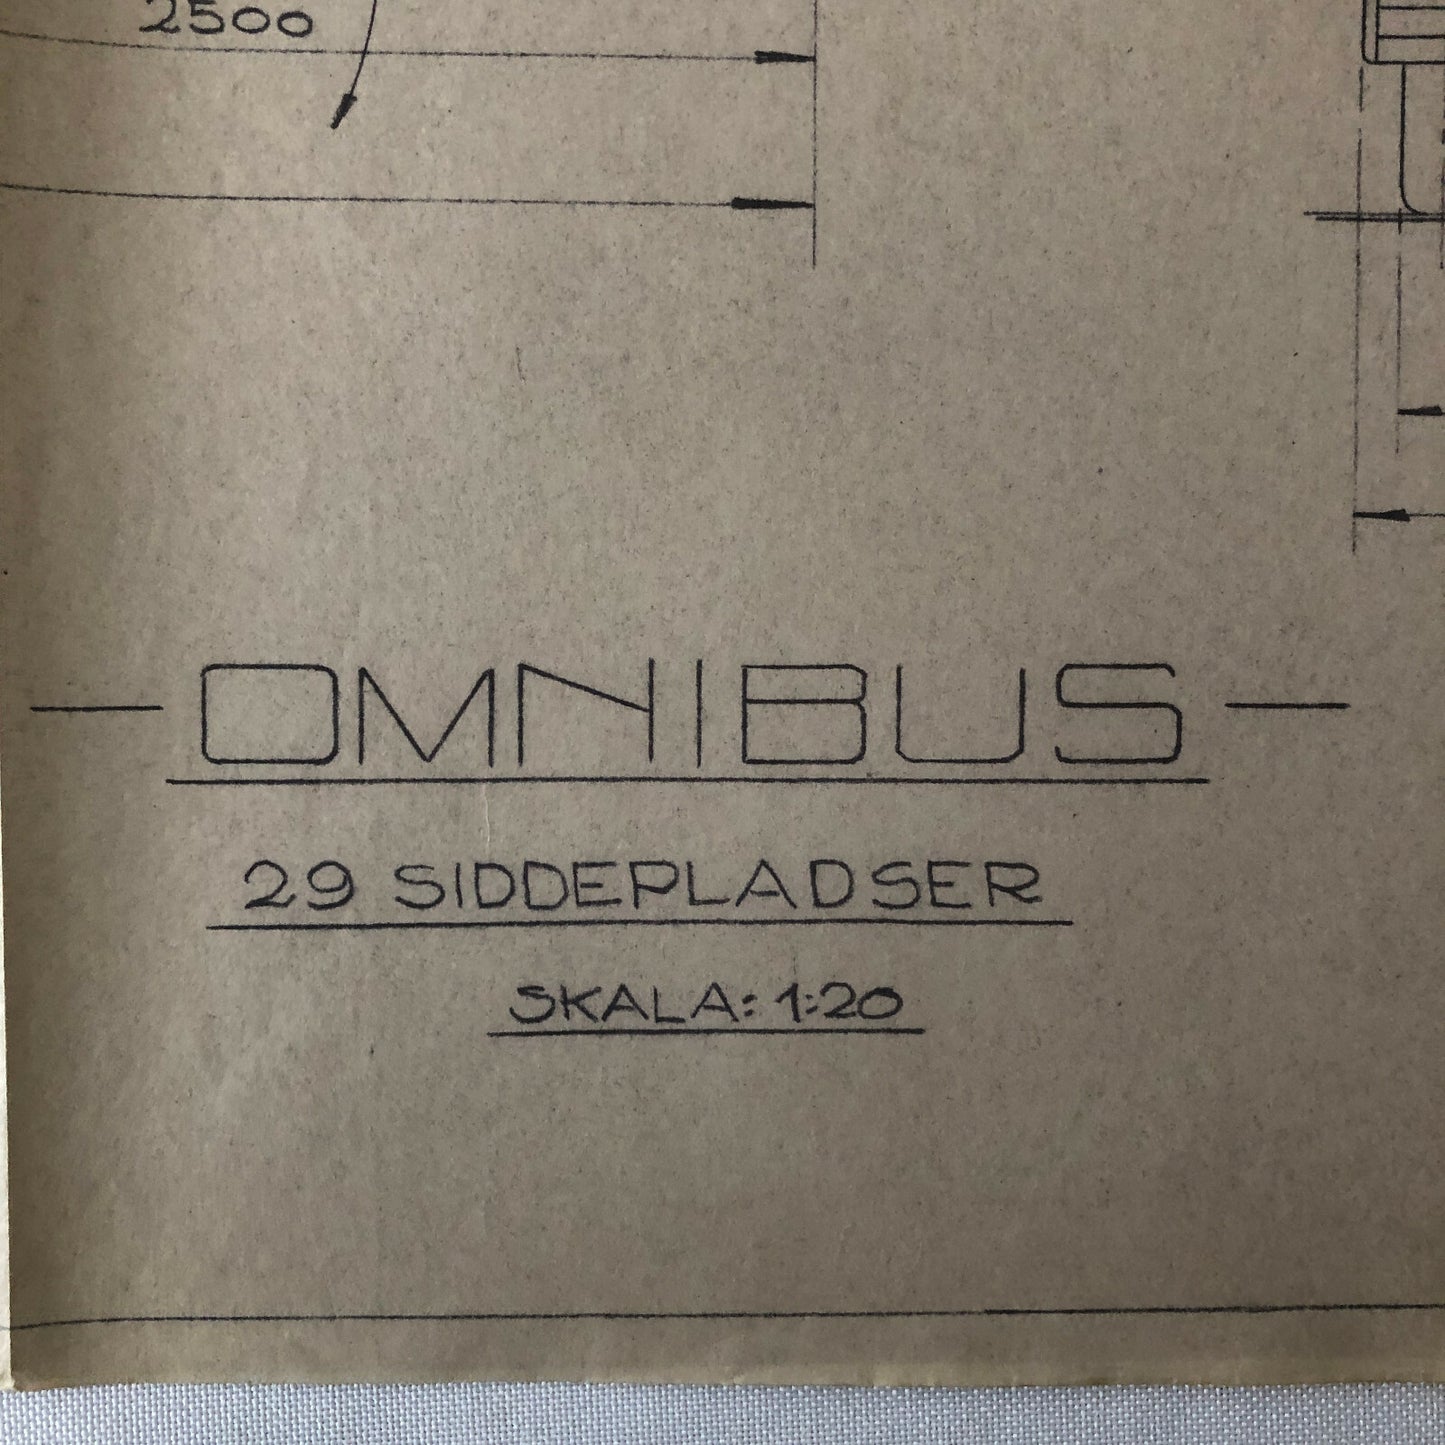 2500
— OMNIBUS —
29 SIDDEPLADSER
SKALA: 1:20